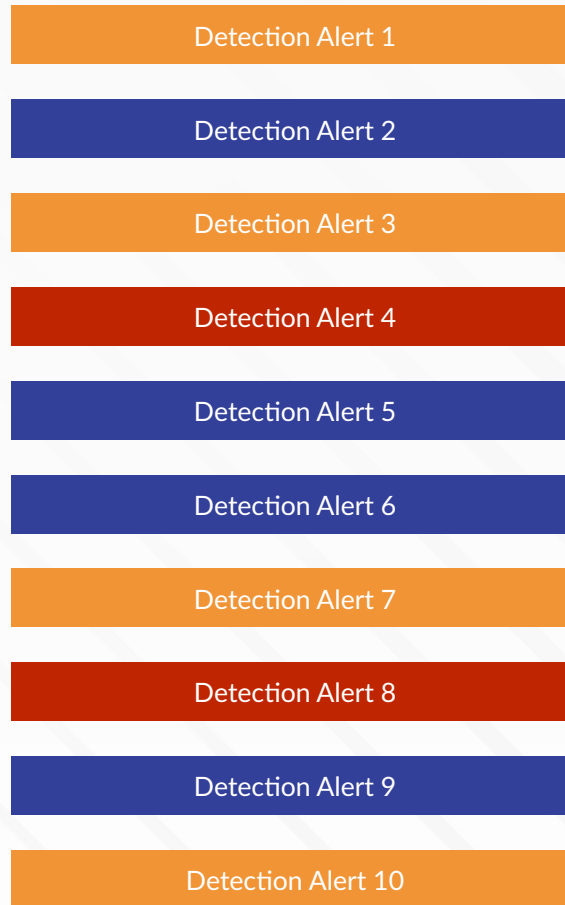 Detection Alert 1
Detection Alert 2
Detection Alert 3
Detection Alert 4
Detection Alert 5
Detection Alert 6
Detection Alert 7
Detection Alert 8
Detection Alert 9
Detection Alert 10